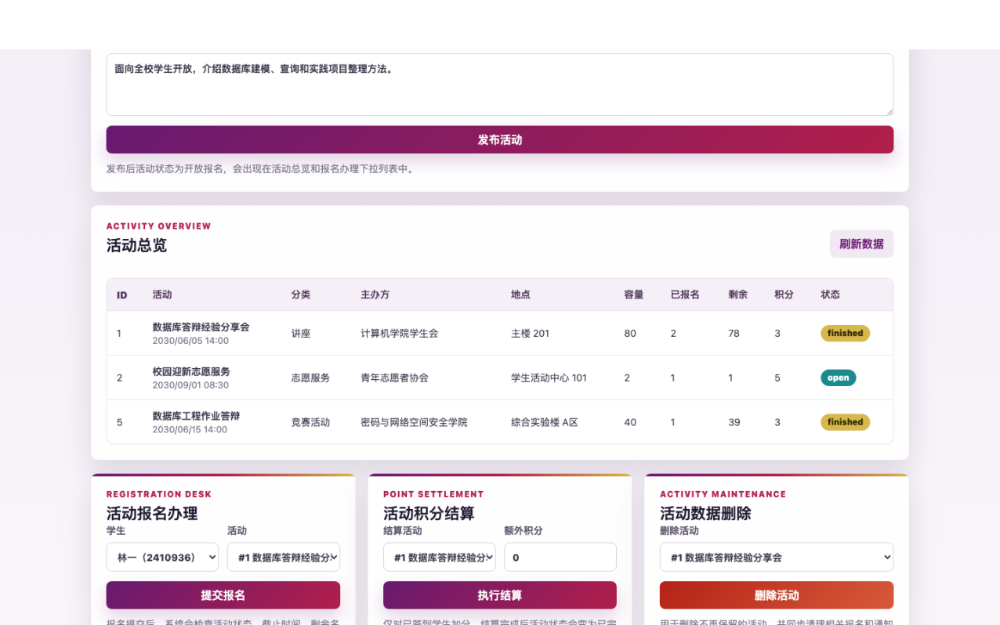 面向全校学生开放，介绍数据库建模、查询和实践项目整理方法。
发布活动
发布后活动状态为开放报名，会出现在活动总览和报名办理下拉列表中。
ACTIVITY OVERVIEW
活动总览
刷新数据
ID 活动 分类 主办方 地点 容量 已报名 剩余 积分 状态
1 数据库答辩经验分享会 讲座 计算机学院学生会 主楼 201 80 2 78 3 finished
2030/06/05 14:00
2 校园迎新志愿服务 志愿服务 青年志愿者协会 学生活动中心 101 2 1 1 5 open
2030/09/01 08:30
5 数据库工程作业答辩 竞赛活动 密码与网络空间安全学院 综合实验楼 A区 40 1 39 3 finished
2030/06/15 14:00
REGISTRATION DESK
活动报名办理
学生 活动
林一（2410936） #1 数据库答辩经验分
提交报名
报名提交后，系统会检查活动状态、截止时间、剩余名
POINT SETTLEMENT
活动积分结算
结算活动 额外积分
#1 数据库答辩经验分 0
执行结算
仅对已签到学生加分，结算完成后活动状态会变为已完
ACTIVITY MAINTENANCE
活动数据删除
删除活动
#1 数据库答辩经验分享会
删除活动
用于删除不再保留的活动，并同步清理相关报名和通知